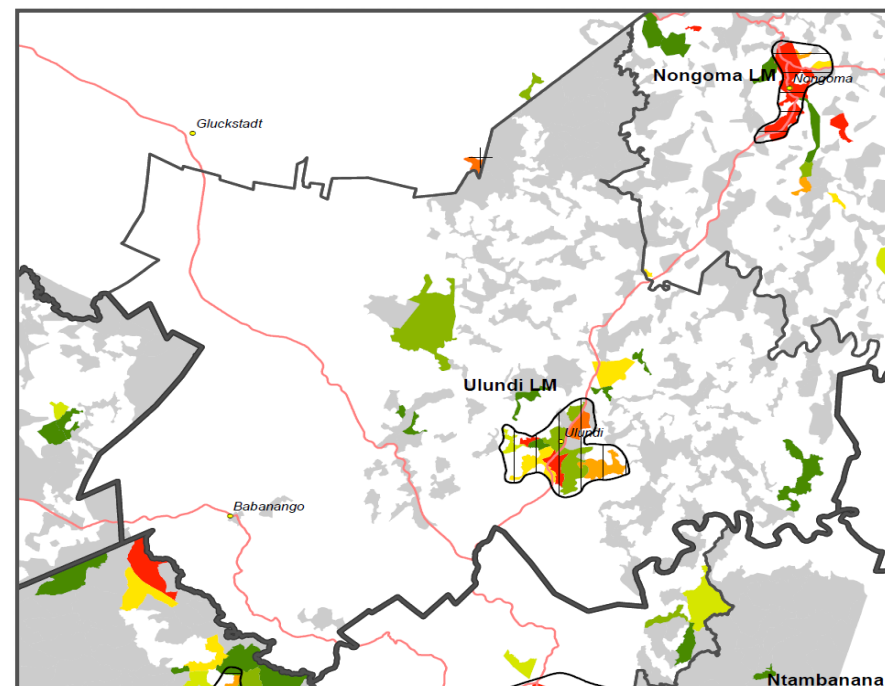 Nongoma LM
Nongoma
Gluckstadt
Ulundi LM
Ulundi
Babanango
Ntambanana